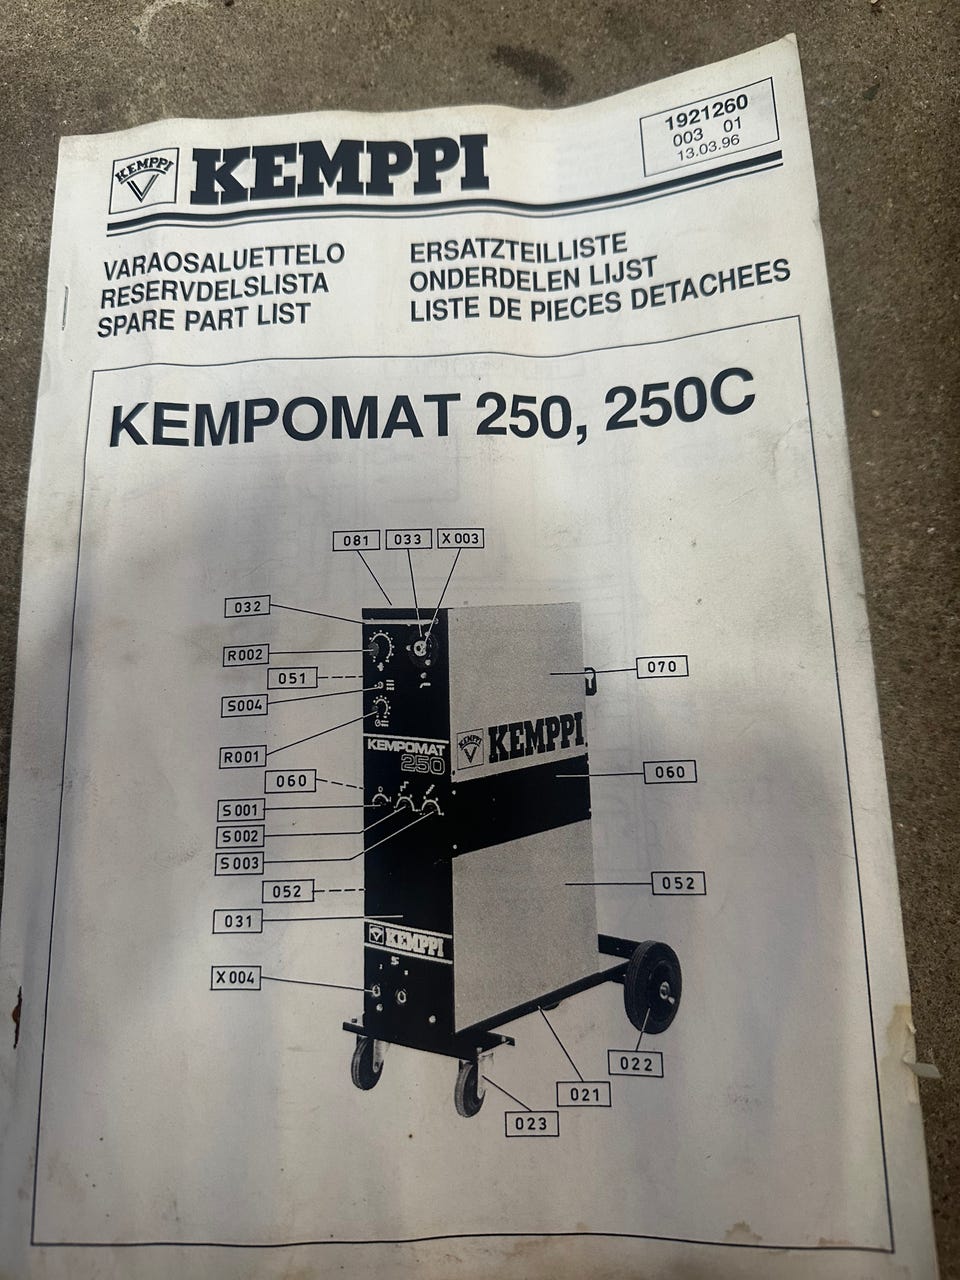 KEMPPI
KEMPPI
1921260
003 01
13.03.96
VARAOSALUETTELO
RESERVDELSLISTA
SPARE PART LIST
ERSATZTEILLISTE
ONDERDELEN LIJST
LISTE DE PIECES DETACHEES
KEMPOMAT 250, 250C
081 033 X003
032
R002
051
S004
R001
060
S001
S002
S003
052
031
X004
070
060
052
022
021
023
KEMPOMAT
250
KEMPPI
KEMPPI
KEMPPI